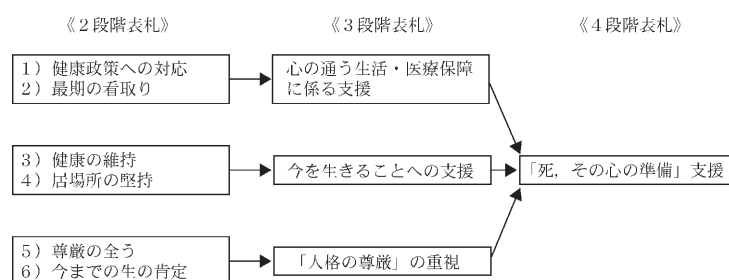 《２段階表札》
《３段階表札》
《４段階表札》
１）健康政策への対応
２）最期の看取り
心の通う生活・医療保障
に係る支援
３）健康の維持
４）居場所の堅持
今を生きることへの支援
「死，その心の準備」支援
５）尊厳の全う
６）今までの生の肯定
「人格の尊厳」の重視